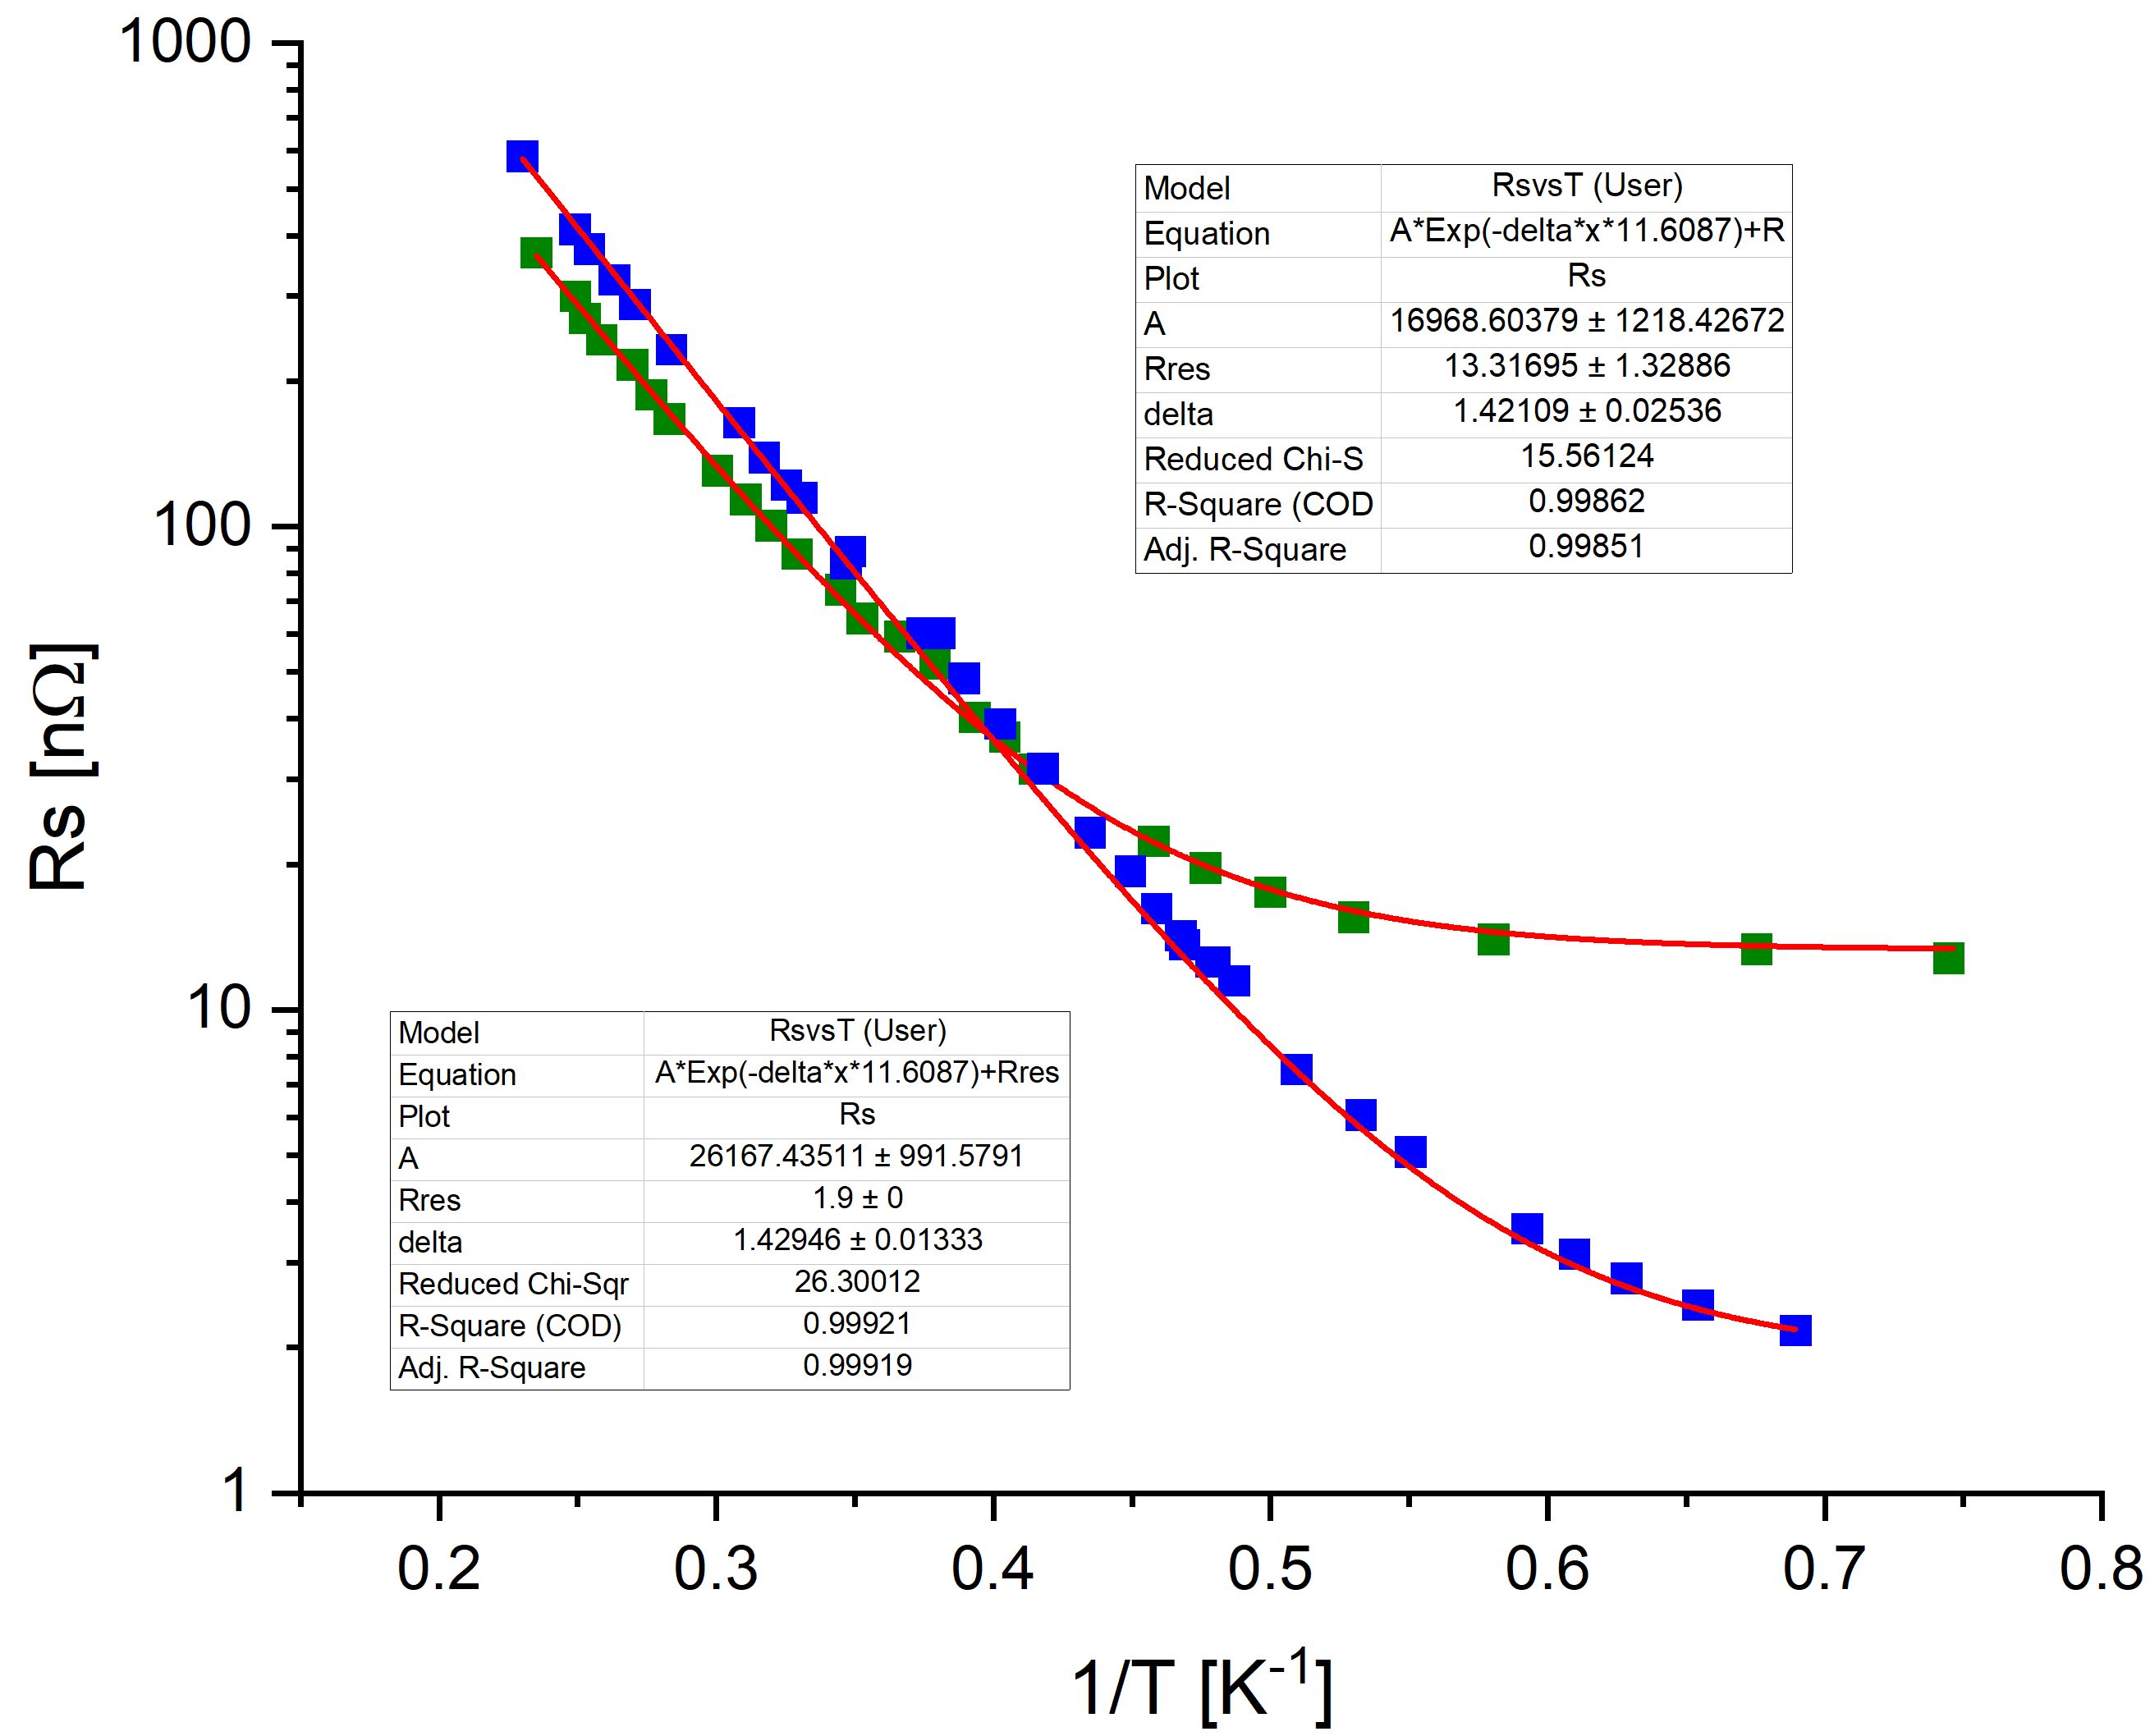 1000
100
10
1
Rs [nΩ]
Model RsvsT (User)
Equation A*Exp(-delta*x*11.6087)+R
Plot Rs
A 16968.60379 ± 1218.42672
Rres 13.31695 ± 1.32886
delta 1.42109 ± 0.02536
Reduced Chi-S 15.56124
R-Square (COD 0.99862
Adj. R-Square 0.99851
Model RsvsT (User)
Equation A*Exp(-delta*x*11.6087)+Rres
Plot Rs
A 26167.43511 ± 991.5791
Rres 1.9 ± 0
delta 1.42946 ± 0.01333
Reduced Chi-Sqr 26.30012
R-Square (COD) 0.99921
Adj. R-Square 0.99919
0.2 0.3 0.4 0.5 0.6 0.7 0.8
1/T [K⁻¹]